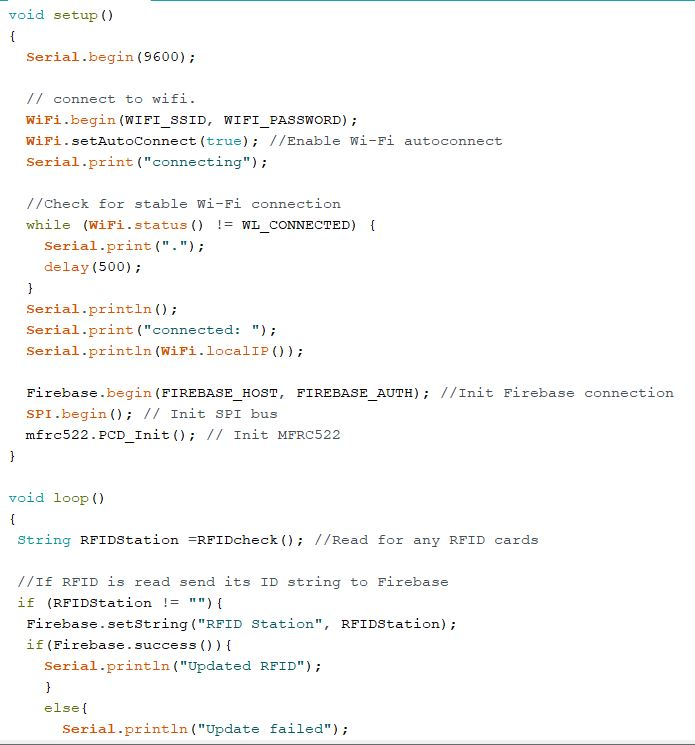 void setup()
{
  Serial.begin(9600);

  // connect to wifi.
  WiFi.begin(WIFI_SSID, WIFI_PASSWORD);
  WiFi.setAutoConnect(true); //Enable Wi-Fi autoconnect
  Serial.print("connecting");

  //Check for stable Wi-Fi connection
  while (WiFi.status() != WL_CONNECTED) {
    Serial.print(".");
    delay(500);
  }
  Serial.println();
  Serial.print("connected: ");
  Serial.println(WiFi.localIP());

  Firebase.begin(FIREBASE_HOST, FIREBASE_AUTH); //Init Firebase connection
  SPI.begin(); // Init SPI bus
  mfrc522.PCD_Init(); // Init MFRC522
}

void loop()
{
 String RFIDStation =RFIDcheck(); //Read for any RFID cards

 //If RFID is read send its ID string to Firebase
 if (RFIDStation != ""){
  Firebase.setString("RFID Station", RFIDStation);
  if(Firebase.success()){
    Serial.println("Updated RFID");
    }
    else{
      Serial.println("Update failed");